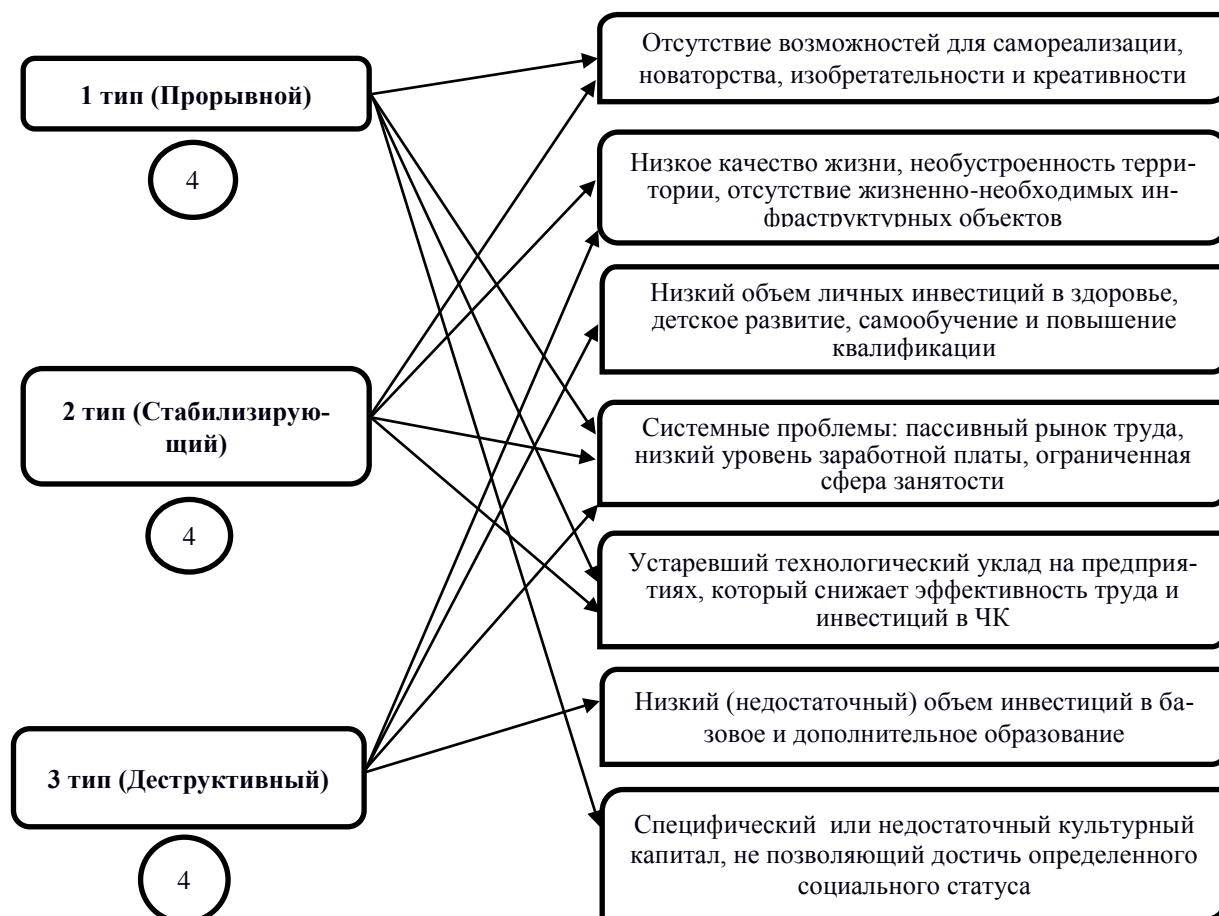 1 тип (Прорывной)
4
2 тип (Стабилизирую-
щий)
4
3 тип (Деструктивный)
4
Отсутствие возможностей для самореализации,
новаторства, изобретательности и креативности
Низкое качество жизни, необустроенность терри-
тории, отсутствие жизненно-необходимых ин-
фраструктурных объектов
Низкий объем личных инвестиций в здоровье,
детское развитие, самообучение и повышение
квалификации
Системные проблемы: пассивный рынок труда,
низкий уровень заработной платы, ограниченная
сфера занятости
Устаревший технологический уклад на предприя-
тиях, который снижает эффективность труда и
инвестиций в ЧК
Низкий (недостаточный) объем инвестиций в ба-
зовое и дополнительное образование
Специфический или недостаточный культурный
капитал, не позволяющий достичь определенного
социального статуса